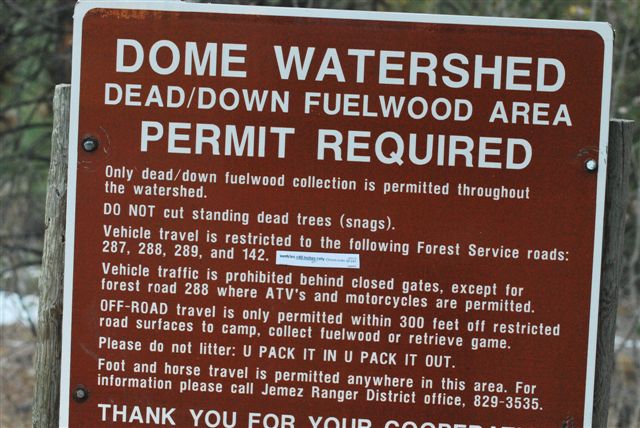 DOME WATERSHED
DEAD/DOWN FUELWOOD AREA
PERMIT REQUIRED
Only dead/down fuelwood collection is permitted throughout
the watershed.
DO NOT cut standing dead trees (snags).
Vehicle travel is restricted to the following Forest Service roads:
287, 288, 289, and 142.
Vehicle traffic is prohibited behind closed gates, except for
forest road 288 where ATV's and motorcycles are permitted.
OFF-ROAD travel is only permitted within 300 feet off restricted
road surfaces to camp, collect fuelwood or retrieve game.
Please do not litter: U PACK IT IN U PACK IT OUT.
Foot and horse travel is permitted anywhere in this area. For
information please call Jemez Ranger District office, 829-3535.
THANK YOU FOR YOUR